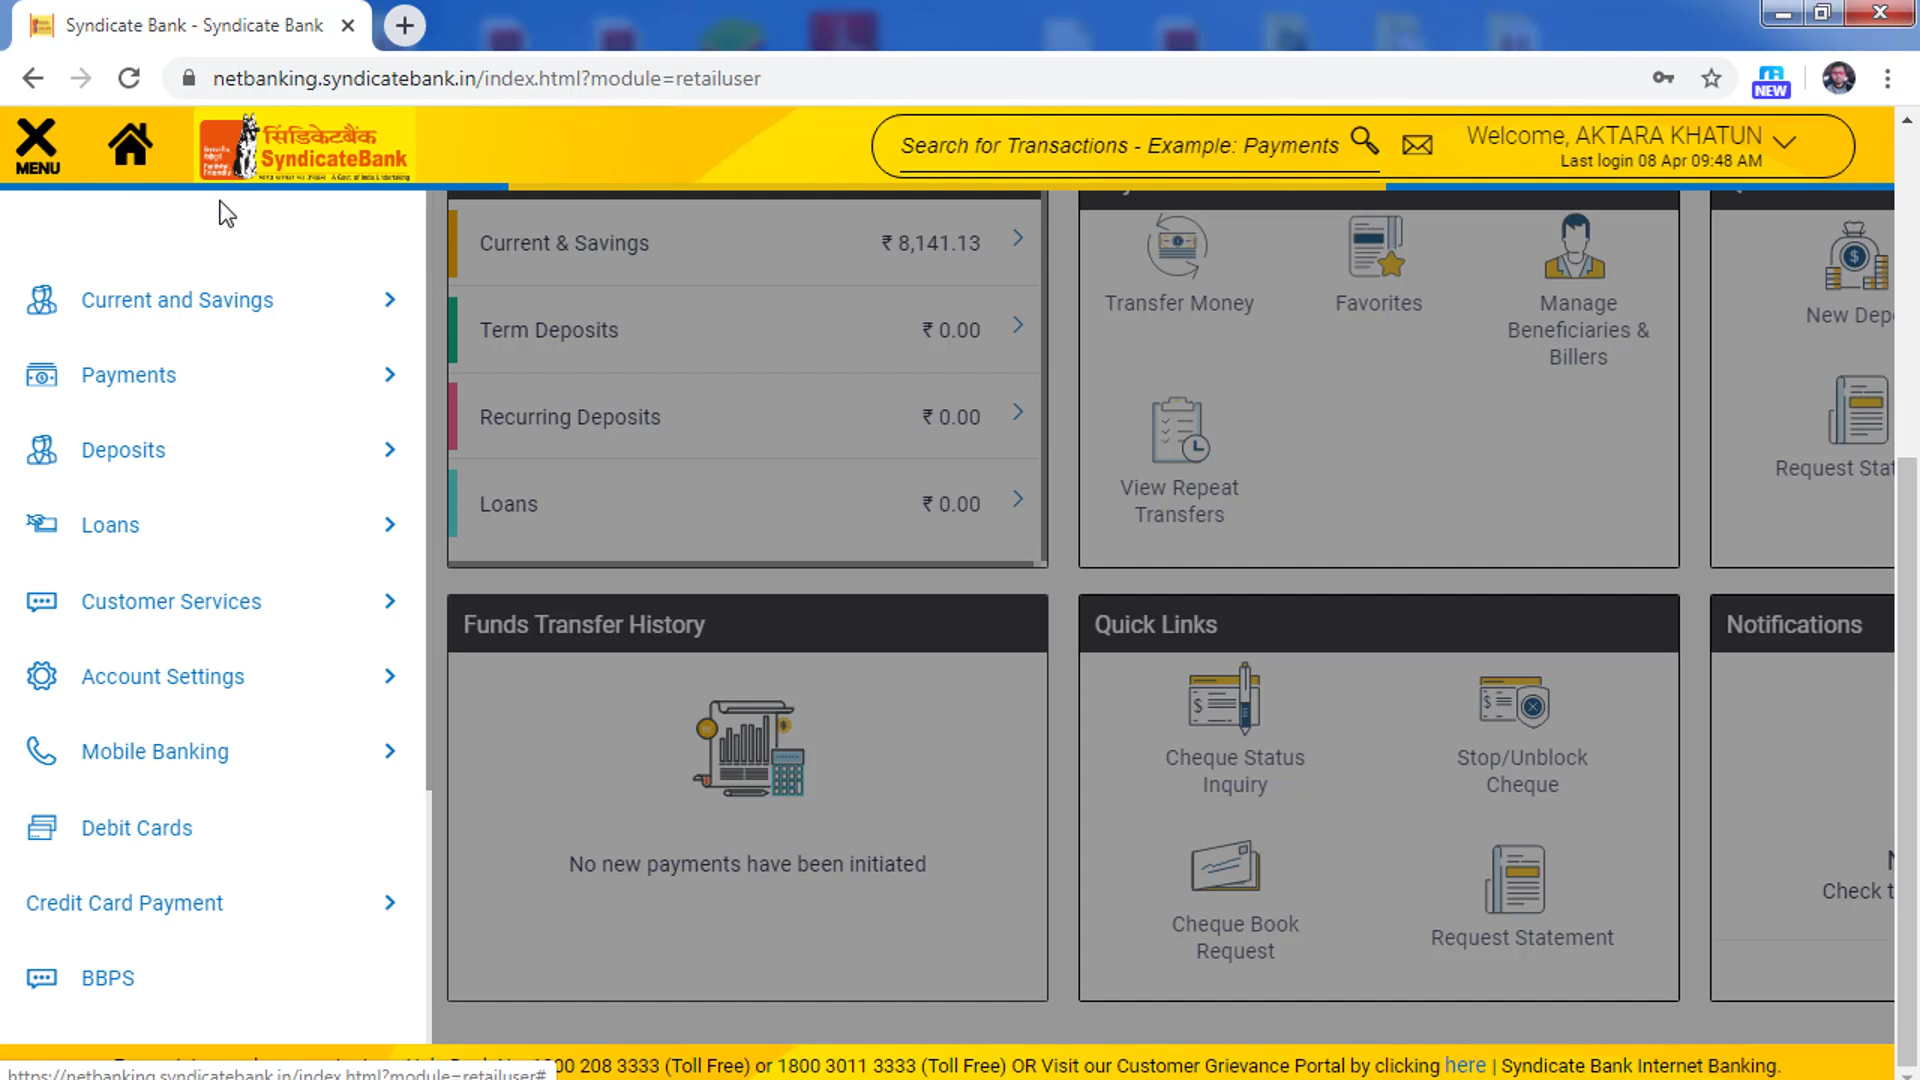 Syndicate Bank - Syndicate Bank
netbanking.syndicatebank.in/index.html?module=retailuser
NEW
MENU
सिंडिकेटबैंक
SyndicateBank
Search for Transactions - Example: Payments
Welcome, AKTARA KHATUN
Last login 08 Apr 09:48 AM
Current and Savings
Payments
Deposits
Loans
Customer Services
Account Settings
Mobile Banking
Debit Cards
Credit Card Payment
BBPS
Current & Savings ₹ 8,141.13
Term Deposits ₹ 0.00
Recurring Deposits ₹ 0.00
Loans ₹ 0.00
Transfer Money
Favorites
Manage
Beneficiaries &
Billers
View Repeat
Transfers
New Dep
Request Stat
Funds Transfer History
No new payments have been initiated
Quick Links
Cheque Status
Inquiry
Stop/Unblock
Cheque
Cheque Book
Request
Request Statement
Notifications
Check t
00 208 3333 (Toll Free) or 1800 3011 3333 (Toll Free) OR Visit our Customer Grievance Portal by clicking here | Syndicate Bank Internet Banking.
https://netbanking.syndicatebank.in/index.html?module=retailuser#